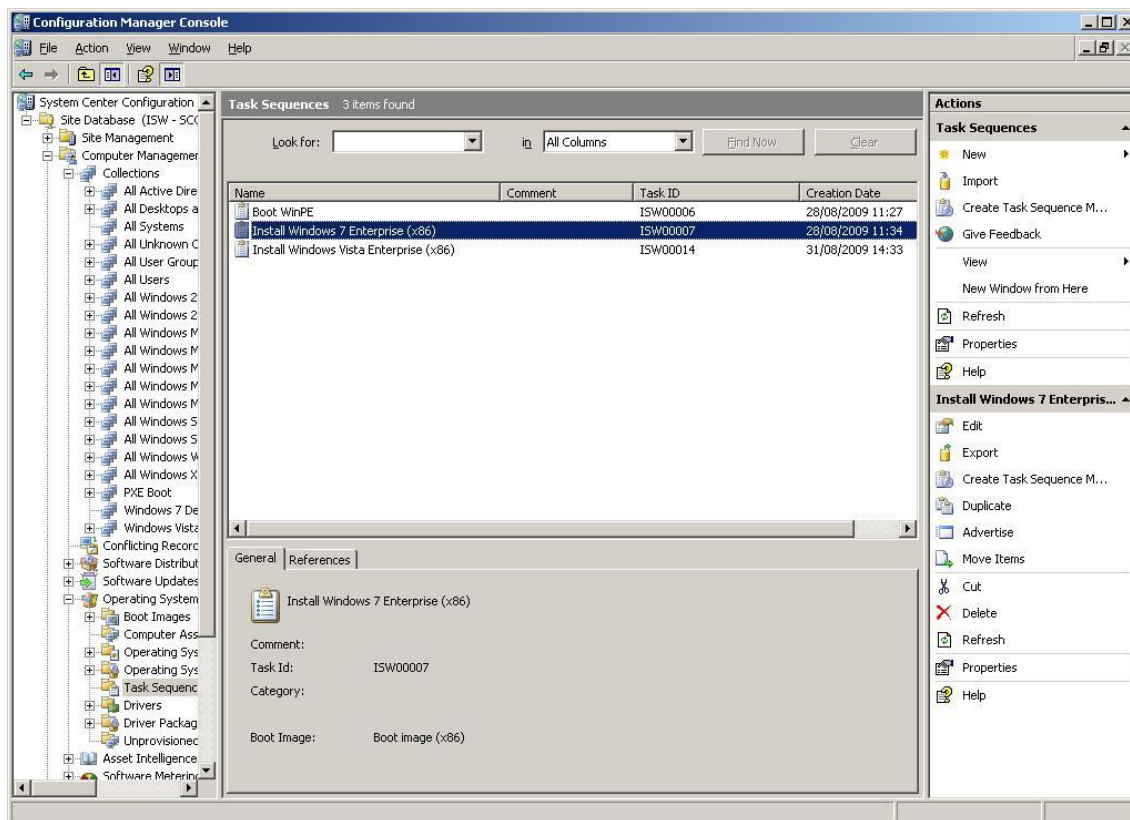 Configuration Manager Console
File Action View Window Help
System Center Configuration
Site Database (ISW - SCC
Site Management
Computer Managemer
Collections
All Active Dire
All Desktops a
All Systems
All Unknown C
All User Group
All Users
All Windows 2
All Windows 2
All Windows M
All Windows M
All Windows M
All Windows M
All Windows M
All Windows S
All Windows S
All Windows W
All Windows X
PXE Boot
Windows 7 De
Windows Vista
Conflicting Record
Software Distribut
Software Updates
Operating System
Boot Images
Computer Ass
Operating Sys
Operating Sys
Task Sequenc
Drivers
Driver Packag
Unprovisioned
Asset Intelligence
Software Metering
Task Sequences 3 items found
Look for: in All Columns Find Now Clear
Name Comment Task ID Creation Date
Boot WinPE ISW00006 28/08/2009 11:27
Install Windows 7 Enterprise (x86) ISW00007 28/08/2009 11:34
Install Windows Vista Enterprise (x86) ISW00014 31/08/2009 14:33
General References
Install Windows 7 Enterprise (x86)
Comment:
Task Id: ISW00007
Category:
Boot Image: Boot image (x86)
Actions
Task Sequences
New
Import
Create Task Sequence M...
Give Feedback
View
New Window from Here
Refresh
Properties
Help
Install Windows 7 Enterpris...
Edit
Export
Create Task Sequence M...
Duplicate
Advertise
Move Items
Cut
Delete
Refresh
Properties
Help